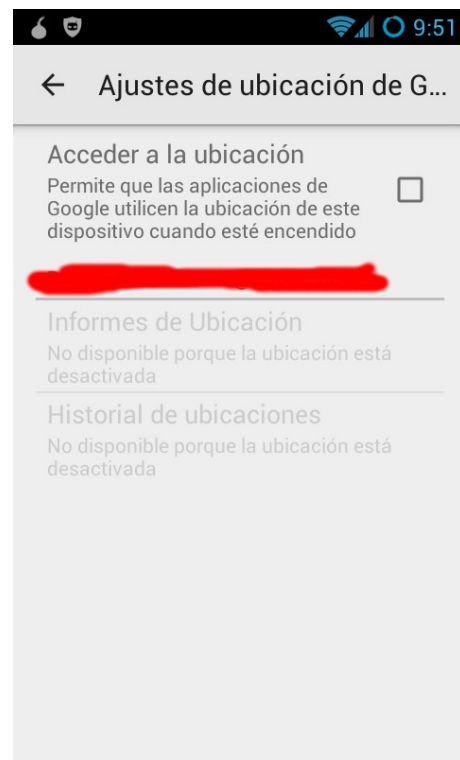 9:51
Ajustes de ubicación de G...
Acceder a la ubicación
Permite que las aplicaciones de
Google utilicen la ubicación de este
dispositivo cuando esté encendido
Informes de Ubicación
No disponible porque la ubicación está
desactivada
Historial de ubicaciones
No disponible porque la ubicación está
desactivada